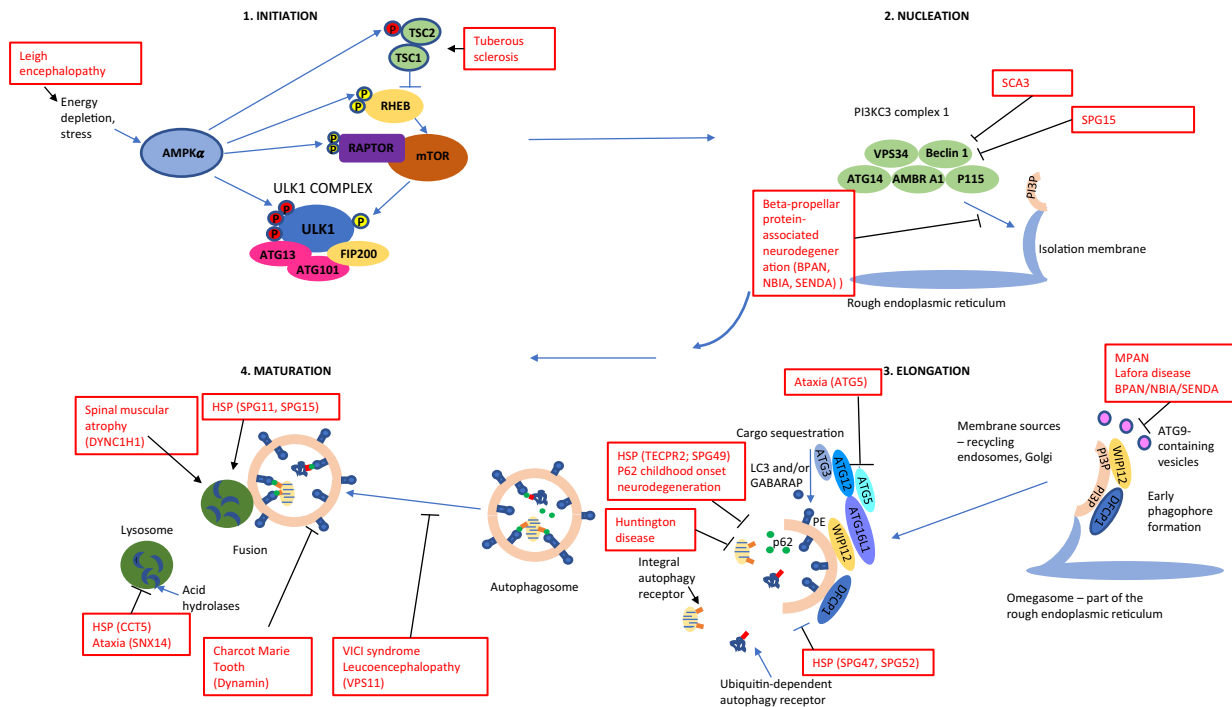 1. INITIATION
Leigh
encephalopathy
Energy
depletion,
stress
AMPKα
P
TSC2
TSC1
Tuberous
sclerosis
P
P
RHEB
P
P
RAPTOR
mTOR
ULK1 COMPLEX
P
P
P
P
ULK1
ATG13
FIP200
ATG101
2. NUCLEATION
SCA3
SPG15
PI3KC3 complex 1
VPS34
Beclin 1
ATG14
AMBR A1
P115
PI3P
Beta-propellar
protein-
associated
neurodegener
ation (BPAN,
NBIA, SENDA) )
Isolation membrane
Rough endoplasmic reticulum
3. ELONGATION
MPAN
Lafora disease
BPAN/NBIA/SENDA
ATG9-
containing
vesicles
Membrane sources
– recycling
endosomes, Golgi
PI3P
WIPI12
PI3P
DFCP1
Early
phagophore
formation
Omegasome – part of the
rough endoplasmic reticulum
Ataxia (ATG5)
Cargo sequestration
ATG3
ATG12
ATG5
ATG16L1
LC3 and/or
GABARAP
PE
WIPI12
DFCP1
p62
HSP (TECPR2; SPG49)
P62 childhood onset
neurodegeneration
Huntington
disease
Integral
autophagy
receptor
HSP (SPG47, SPG52)
Ubiquitin-dependent
autophagy receptor
4. MATURATION
Spinal muscular
atrophy
(DYNC1H1)
HSP (SPG11, SPG15)
Lysosome
Fusion
Autophagosome
Acid
hydrolases
HSP (CCT5)
Ataxia (SNX14)
Charcot Marie
Tooth
(Dynamin)
VICI syndrome
Leucoencephalopathy
(VPS11)